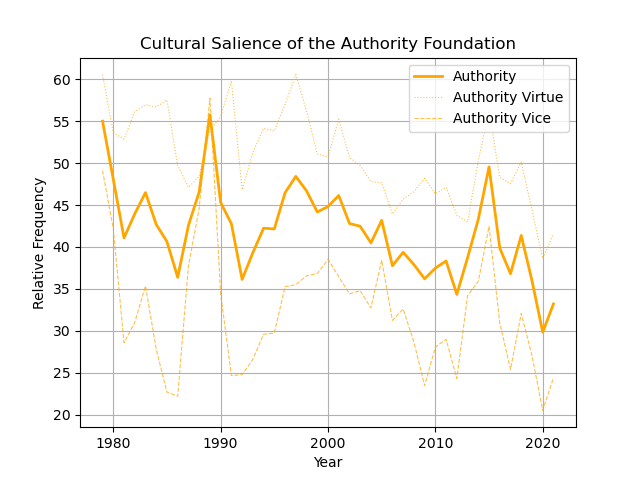 Cultural Salience of the Authority Foundation
Authority
Authority Virtue
Authority Vice
60
55
50
45
40
35
30
25
20
Relative Frequency
1980
1990
2000
2010
2020
Year